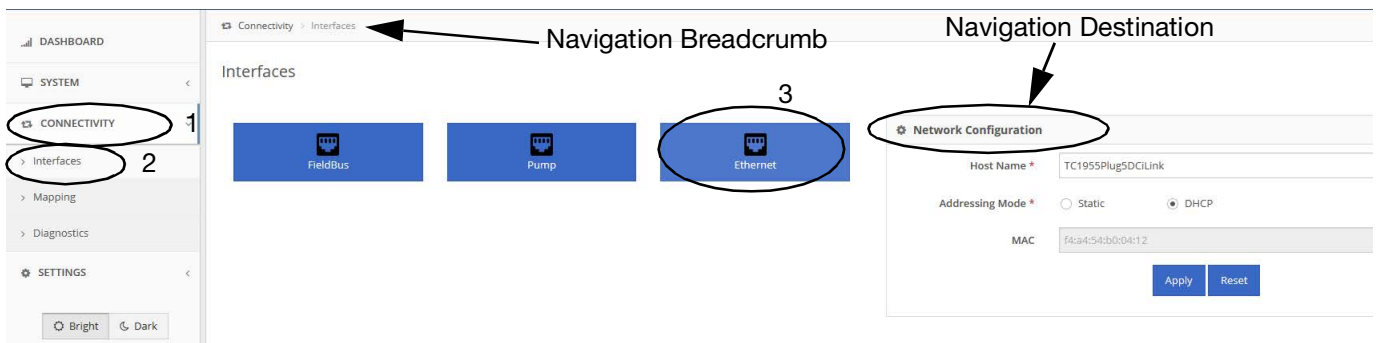 DASHBOARD
SYSTEM
CONNECTIVITY
1
Interfaces
2
Mapping
Diagnostics
SETTINGS
Bright
Dark
Connectivity > Interfaces
Navigation Breadcrumb
Navigation Destination
Interfaces
3
FieldBus
Pump
Ethernet
Network Configuration
Host Name * TC1955Plug5DCiLink
Addressing Mode * Static DHCP
MAC f4:a4:54:b0:04:12
Apply Reset